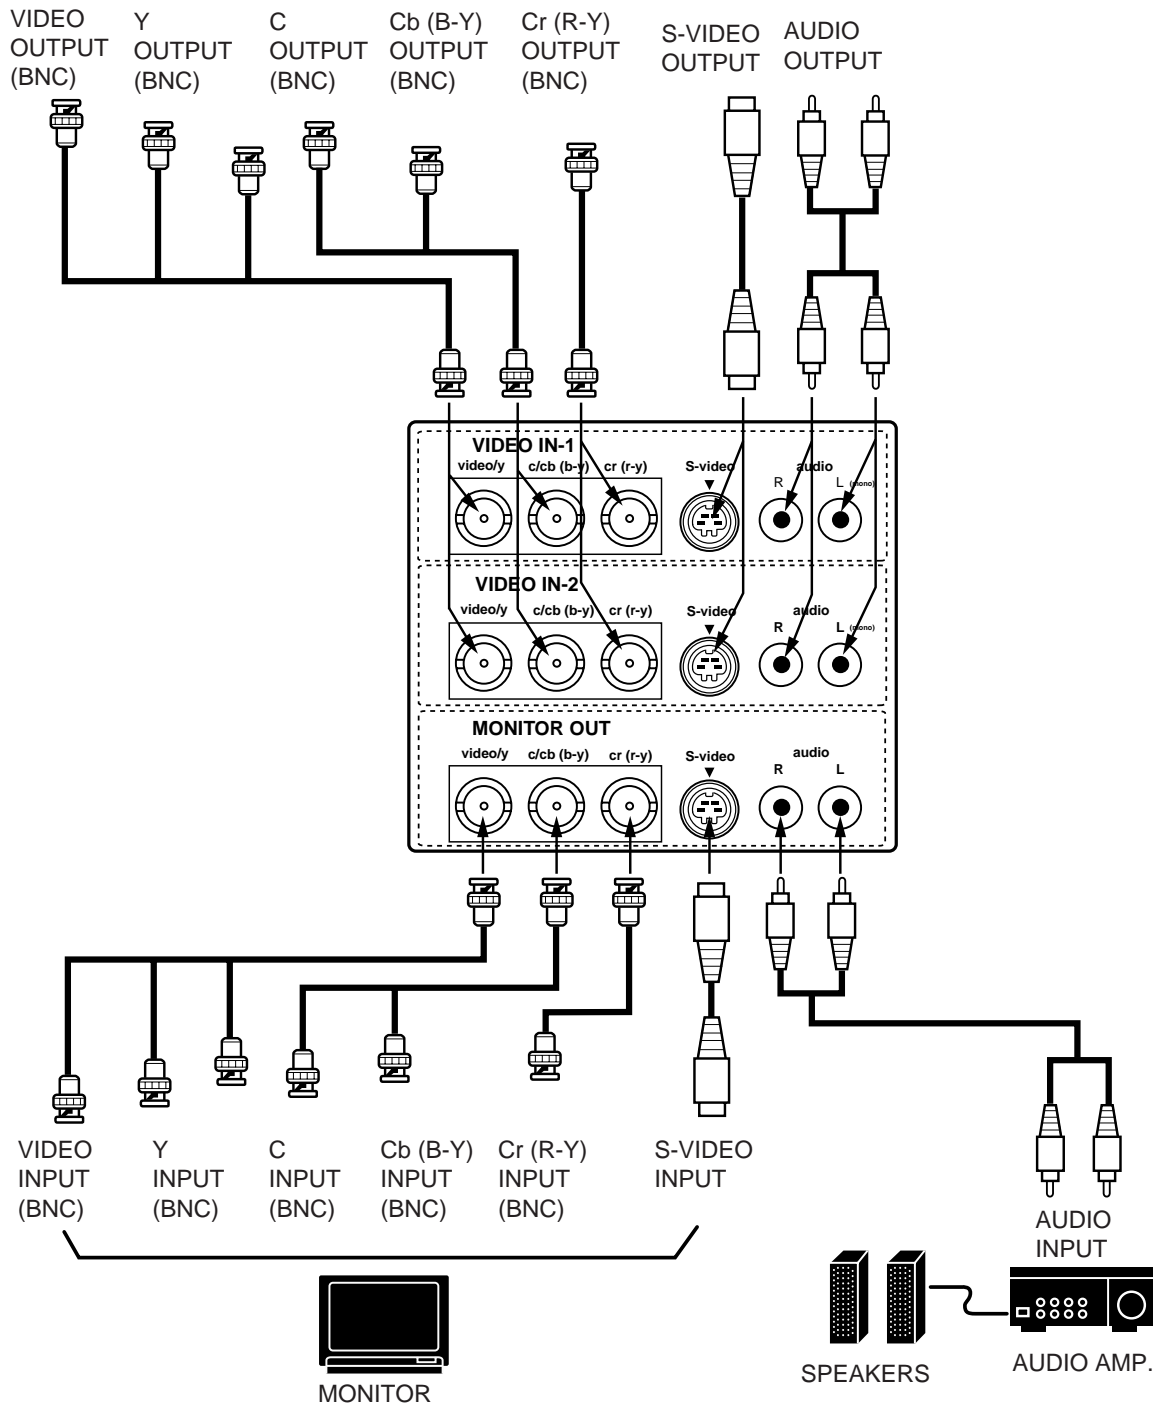 VIDEO
OUTPUT
(BNC)
Y
OUTPUT
(BNC)
C
OUTPUT
(BNC)
Cb (B-Y)
OUTPUT
(BNC)
Cr (R-Y)
OUTPUT
(BNC)
S-VIDEO
OUTPUT
AUDIO
OUTPUT
VIDEO IN-1
video/y
c/cb (b-y)
cr (r-y)
S-video
audio
R
L (mono)
VIDEO IN-2
video/y
c/cb (b-y)
cr (r-y)
S-video
audio
R
L (mono)
MONITOR OUT
video/y
c/cb (b-y)
cr (r-y)
S-video
audio
R
L
VIDEO
INPUT
(BNC)
Y
INPUT
(BNC)
C
INPUT
(BNC)
Cb (B-Y)
INPUT
(BNC)
Cr (R-Y)
INPUT
(BNC)
S-VIDEO
INPUT
AUDIO
INPUT
MONITOR
SPEAKERS
AUDIO AMP.